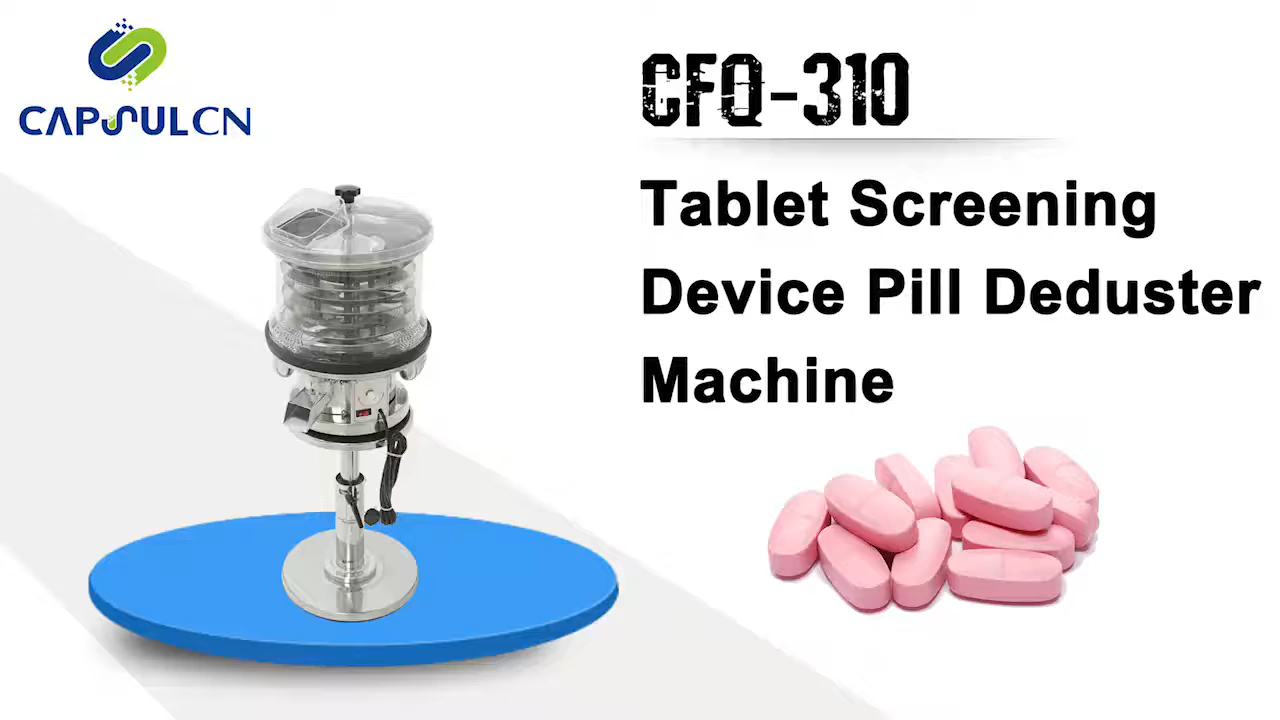 CAPSULCN
CFQ-310
Tablet Screening
Device Pill Deduster
Machine